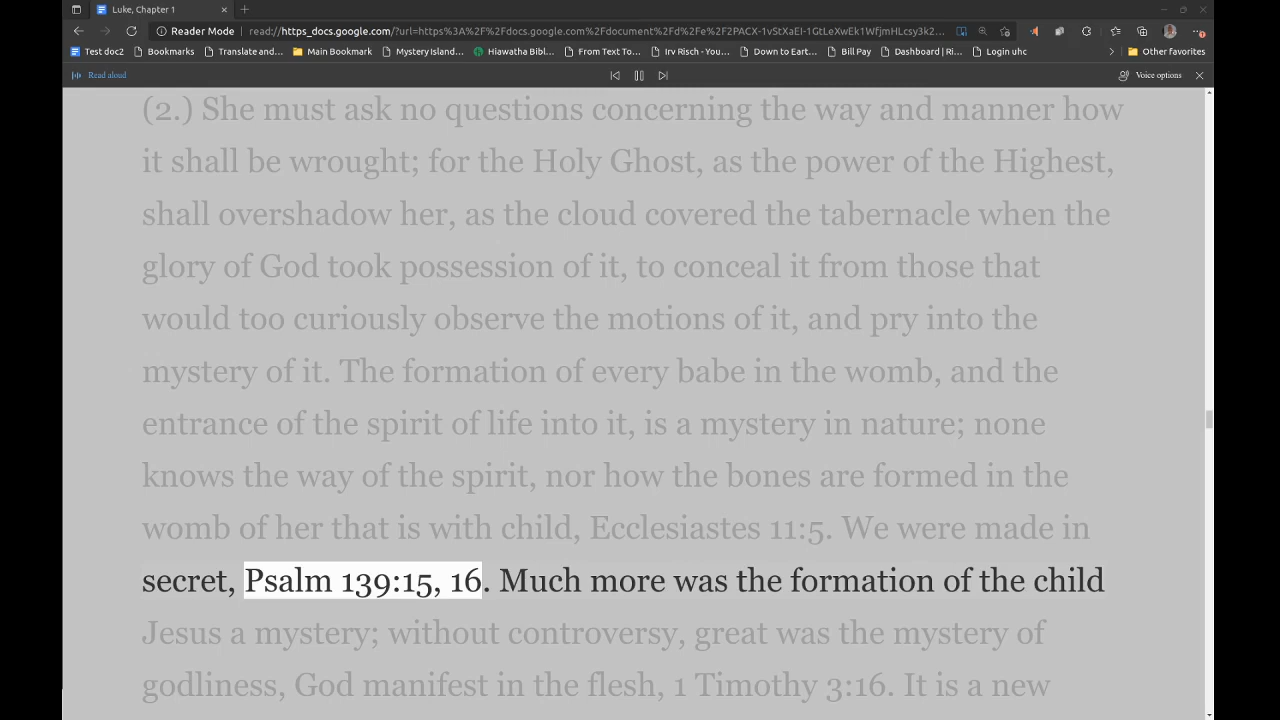 Luke, Chapter 1
Reader Mode
read://https_docs.google.com/?url=https%3A%2F%2Fdocs.google.com%2Fdocument%2Fd%2Fe%2F2PACX-1vStXaEI-1GtLeXwEk1WfjmHLcsy3k2...
Test doc2
Bookmarks
Translate and...
Main Bookmark
Mystery Island...
Hiawatha Bibl...
From Text To...
Irv Risch - You...
Down to Eart...
Bill Pay
Dashboard | Ri...
Login uhc
Other favorites
Read aloud
Voice options
(2.) She must ask no questions concerning the way and manner how
it shall be wrought; for the Holy Ghost, as the power of the Highest,
shall overshadow her, as the cloud covered the tabernacle when the
glory of God took possession of it, to conceal it from those that
would too curiously observe the motions of it, and pry into the
mystery of it. The formation of every babe in the womb, and the
entrance of the spirit of life into it, is a mystery in nature; none
knows the way of the spirit, nor how the bones are formed in the
womb of her that is with child, Ecclesiastes 11:5. We were made in
secret, Psalm 139:15, 16. Much more was the formation of the child
Jesus a mystery; without controversy, great was the mystery of
godliness, God manifest in the flesh, 1 Timothy 3:16. It is a new